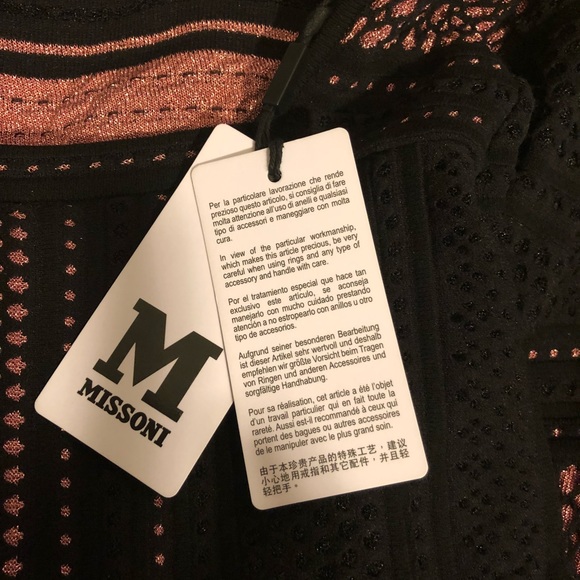 M
MISSONI
Per la particolare lavorazione che rende
prezioso questo articolo, si consiglia di fare
molta attenzione all'uso di anelli e qualsiasi
tipo di accessori e maneggiare con molta
cura.
In view of the particular workmanship,
which makes this article precious, be very
careful when using rings and any type of
accessory and handle with care.
Por el tratamiento especial que hace tan
exclusivo este artículo, se aconseja
manejarlo con mucho cuidado prestando
atención a no estropearlo con anillos u otro
tipo de accesorios.
Aufgrund seiner besonderen Bearbeitung
ist dieser Artikel sehr wertvoll und deshalb
empfehlen wir größte Vorsicht beim Tragen
von Ringen und anderen Accessoires und
sorgfältige Handhabung.
Pour sa réalisation, cet article a été l'objet
d'un travail particulier qui en fait toute la
rareté. Aussi est-il recommandé à ceux qui
portent des bagues ou autres accessoires
de le manipuler avec le plus grand soin.
由于本珍贵产品的特殊工艺，建议
小心地用戒指和其它配件，并且轻
轻把手。